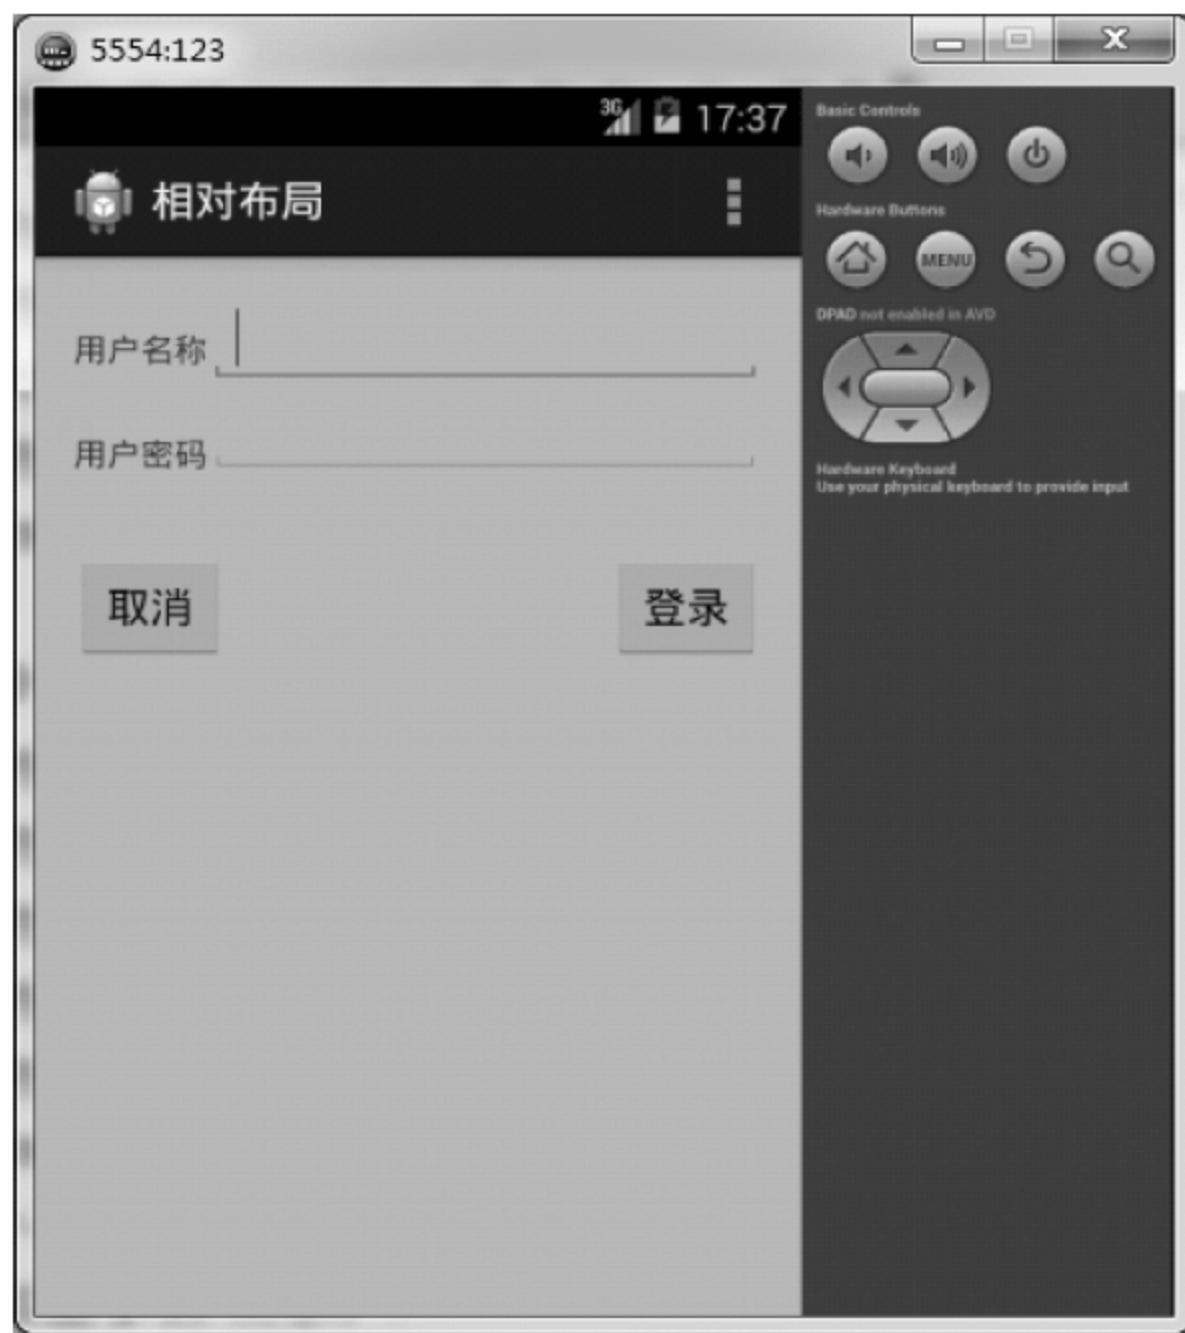 5554:123
3G 17:37
相对布局
用户名称
用户密码
取消 登录
Basic Controls
Hardware Buttons
MENU
DPAD not enabled in AVD
Hardware Keyboard
Use your physical keyboard to provide input